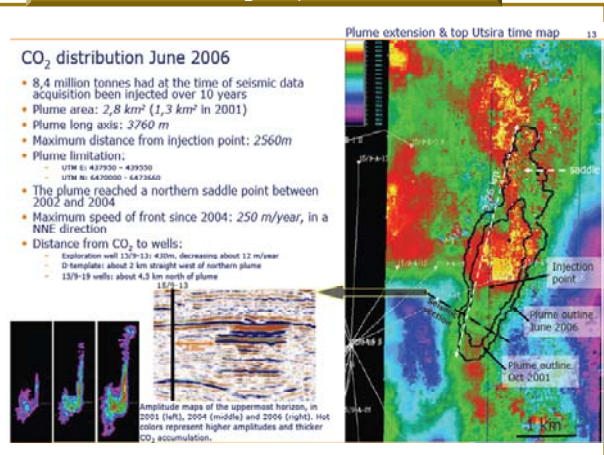 Plume extension & top Utsira time map 13
CO2 distribution June 2006
• 8,4 million tonnes had at the time of seismic data
acquisition been injected over 10 years
• Plume area: 2,8 km² (1,3 km² in 2001)
• Plume long axis: 3760 m
• Maximum distance from injection point: 2560m
• Plume limitation:
– UTM E: 437950 – 439550
– UTM N: 6470000 – 6473660
• The plume reached a northern saddle point between
2002 and 2004
• Maximum speed of front since 2004: 250 m/year, in a
NNE direction
• Distance from CO2 to wells:
– Exploration well 15/9-13: 430m, decreasing about 12 m/year
– D-template: about 2 km straight west of northern plume
– 15/9-19 wells: about 4,5 km north of plume
15/9-13
Amplitude maps of the uppermost horizon, in
2001 (left), 2004 (middle) and 2006 (right). Hot
colors represent higher amplitudes and thicker
CO2 accumulation.
saddle
Injection
point
Seismic
section
Plume outline
June 2006
Plume outline
Oct 2001
1 km